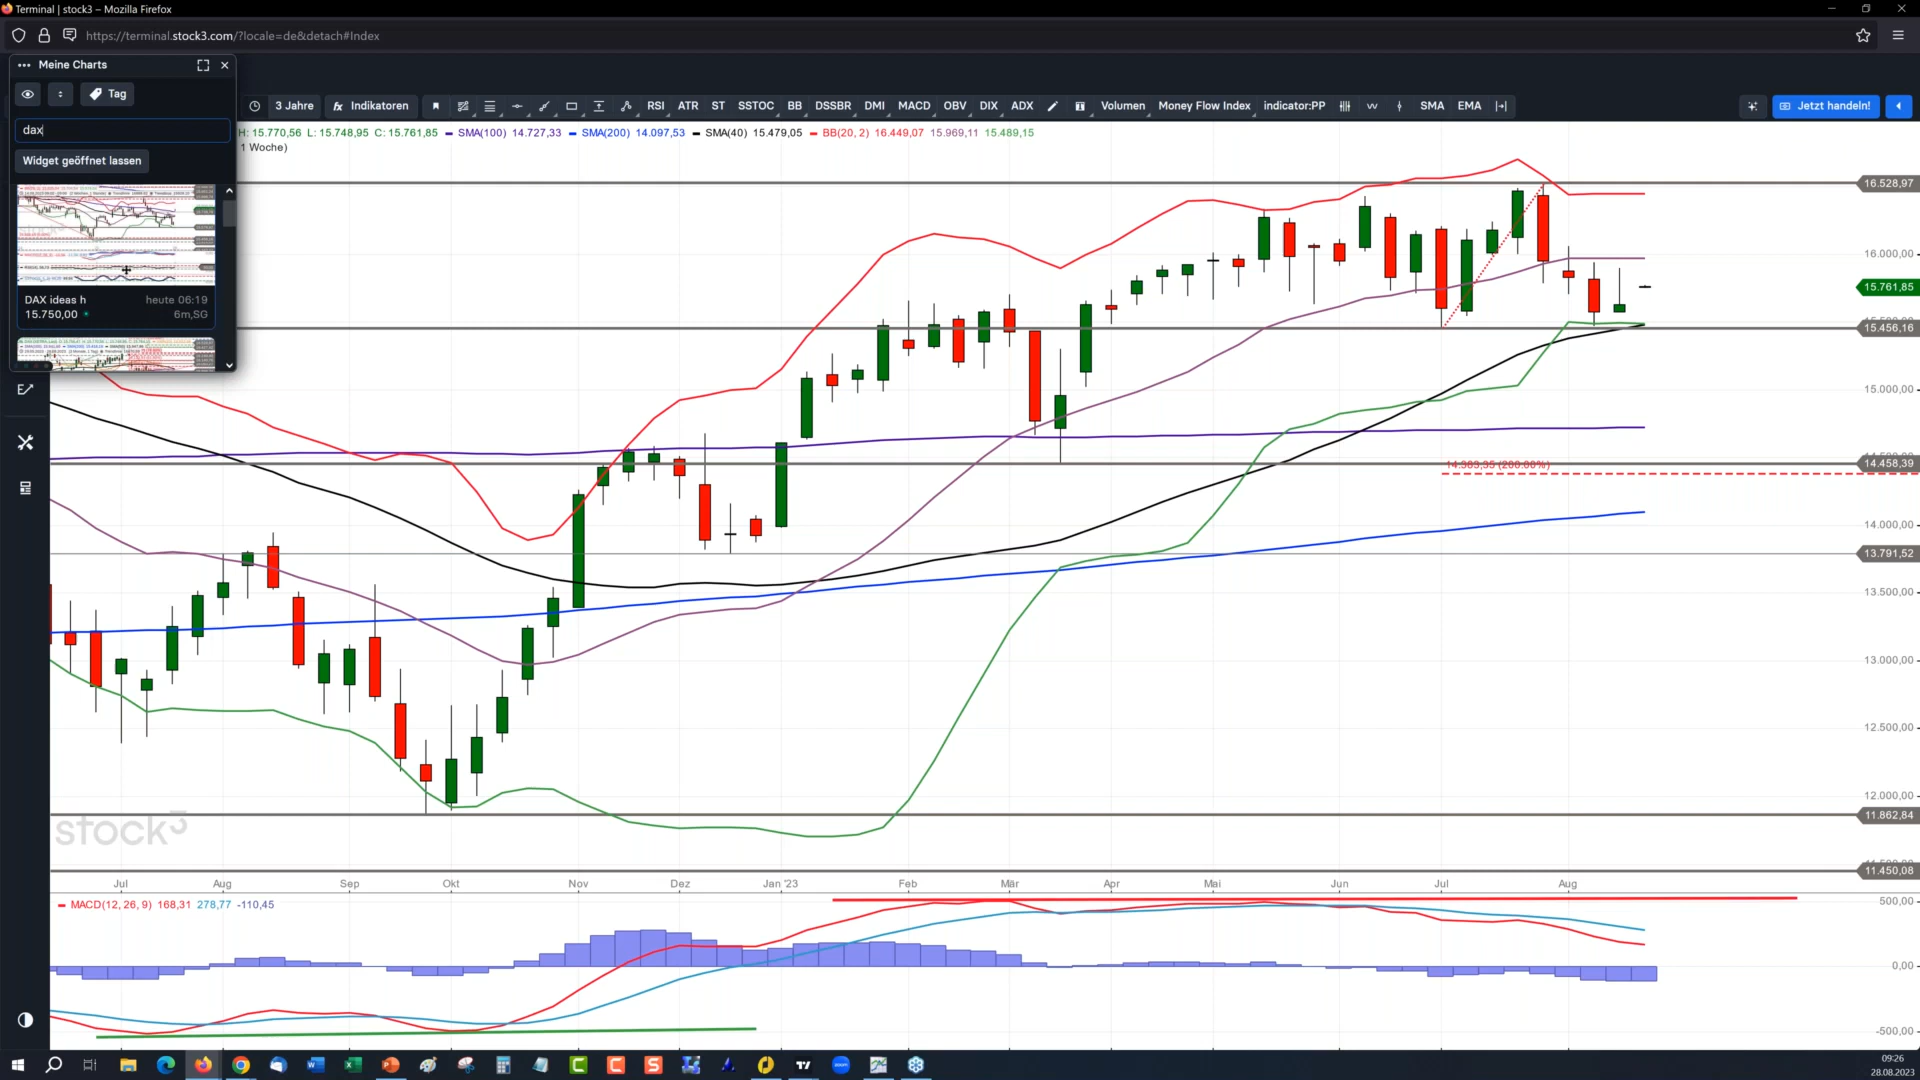 Terminal | stock3 – Mozilla Firefox
https://terminal.stock3.com/?locale=de&detach#Index
Meine Charts
Tag
dax
Widget geöffnet lassen
DAX ideas h heute 06:19
15.750,00 6m,SG
3 Jahre fx Indikatoren RSI ATR ST SSTOC BB DSSBR DMI MACD OBV DIX ADX Volumen Money Flow Index indicator:PP SMA EMA Jetzt handeln!
H: 15.770,56 L: 15.748,95 C: 15.761,85 SMA(100) 14.727,33 SMA(200) 14.097,53 SMA(40) 15.479,05 BB(20, 2) 16.449,07 15.969,11 15.489,15
1 Woche)
16.528,97
16.000,00
15.761,85
15.456,16
15.000,00
14.458,39
14.000,00
13.791,52
13.500,00
13.000,00
12.500,00
12.000,00
11.862,84
11.450,08
stock3
Jul Aug Sep Okt Nov Dez Jan '23 Feb Mär Apr Mai Jun Jul Aug
MACD(12, 26, 9) 168,31 278,77 -110,45
500,00
0,00
-500,00
09:26
28.08.2023